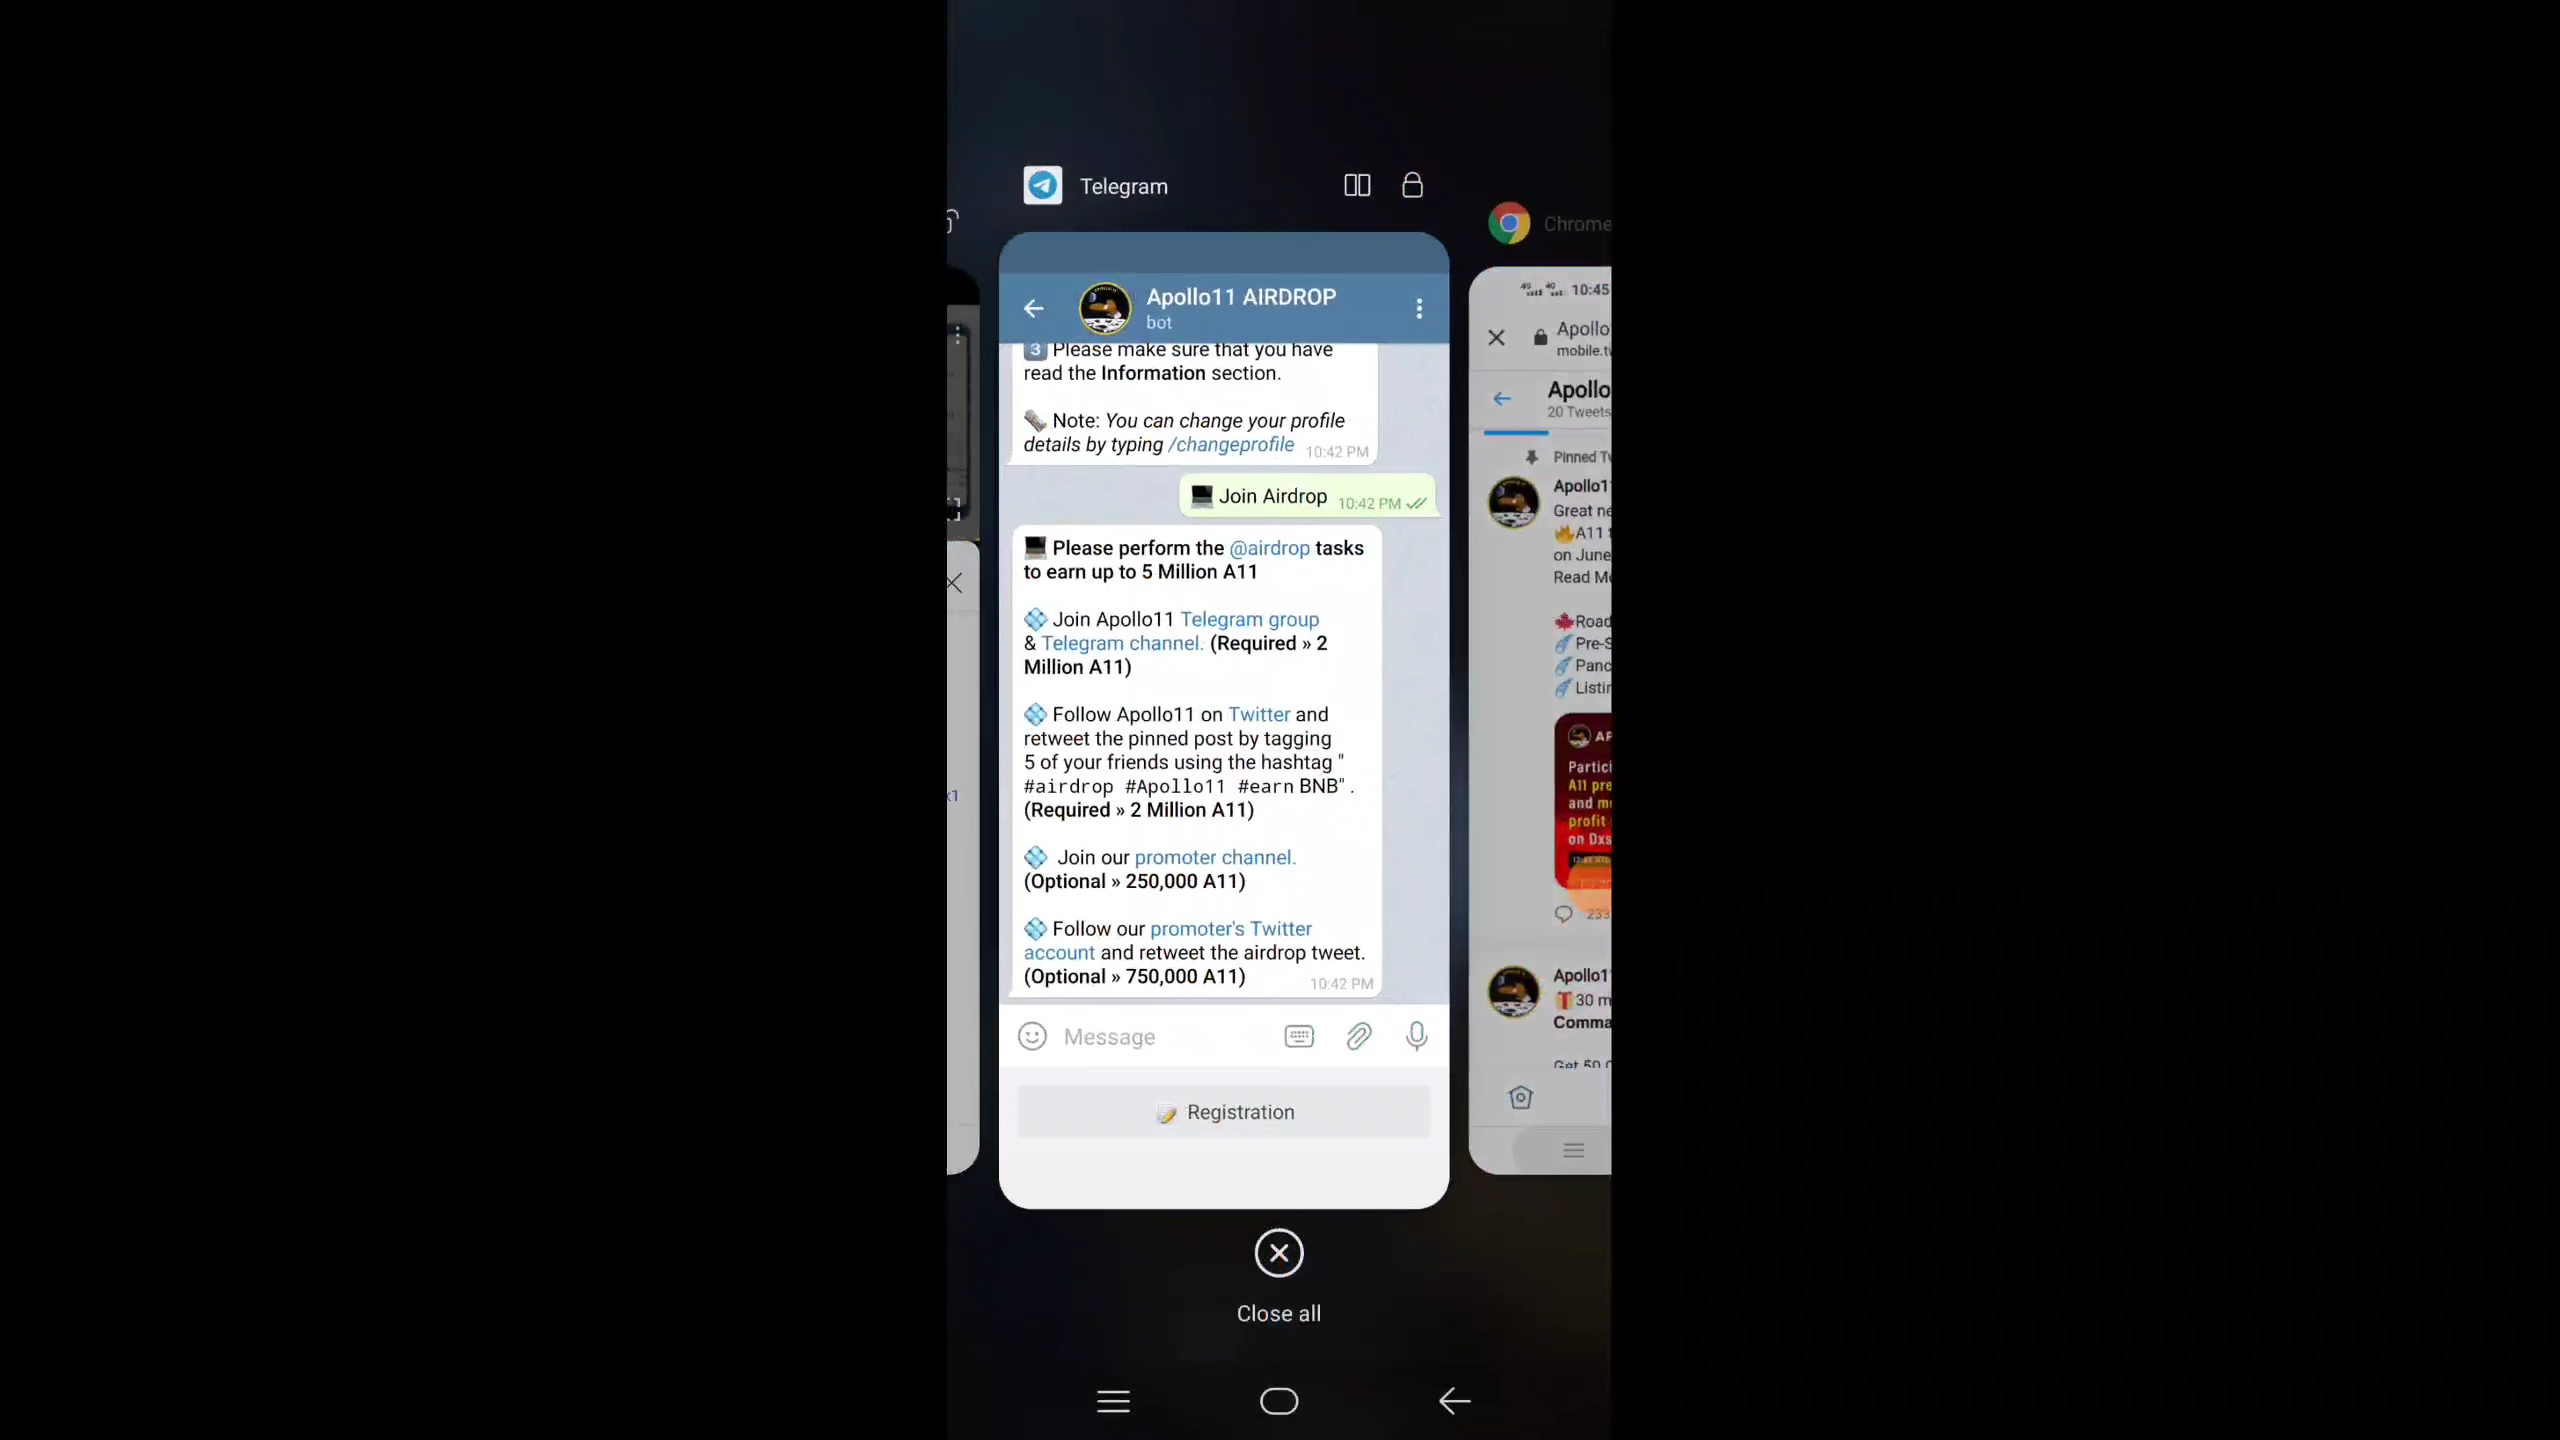 Telegram
Chrome
Apollo11 AIRDROP
bot
3 Please make sure that you have
read the Information section.
Note: You can change your profile
details by typing /changeprofile 10:42 PM
Join Airdrop 10:42 PM
Please perform the @airdrop tasks
to earn up to 5 Million A11
Join Apollo11 Telegram group
& Telegram channel. (Required » 2
Million A11)
Follow Apollo11 on Twitter and
retweet the pinned post by tagging
5 of your friends using the hashtag "
#airdrop #Apollo11 #earn BNB" .
(Required » 2 Million A11)
Join our promoter channel.
(Optional » 250,000 A11)
Follow our promoter's Twitter
account and retweet the airdrop tweet.
(Optional » 750,000 A11) 10:42 PM
Message
Registration
Close all
10:45
Apollo
mobile.t
Apollo
20 Tweets
Pinned
Apollo1
Great
A11
on June
Read
Road
Pre-S
Panc
Listin
Partici
A11 pre
and
profit
on Dxs
233
Apollo1
30 m
Comma
Get 50